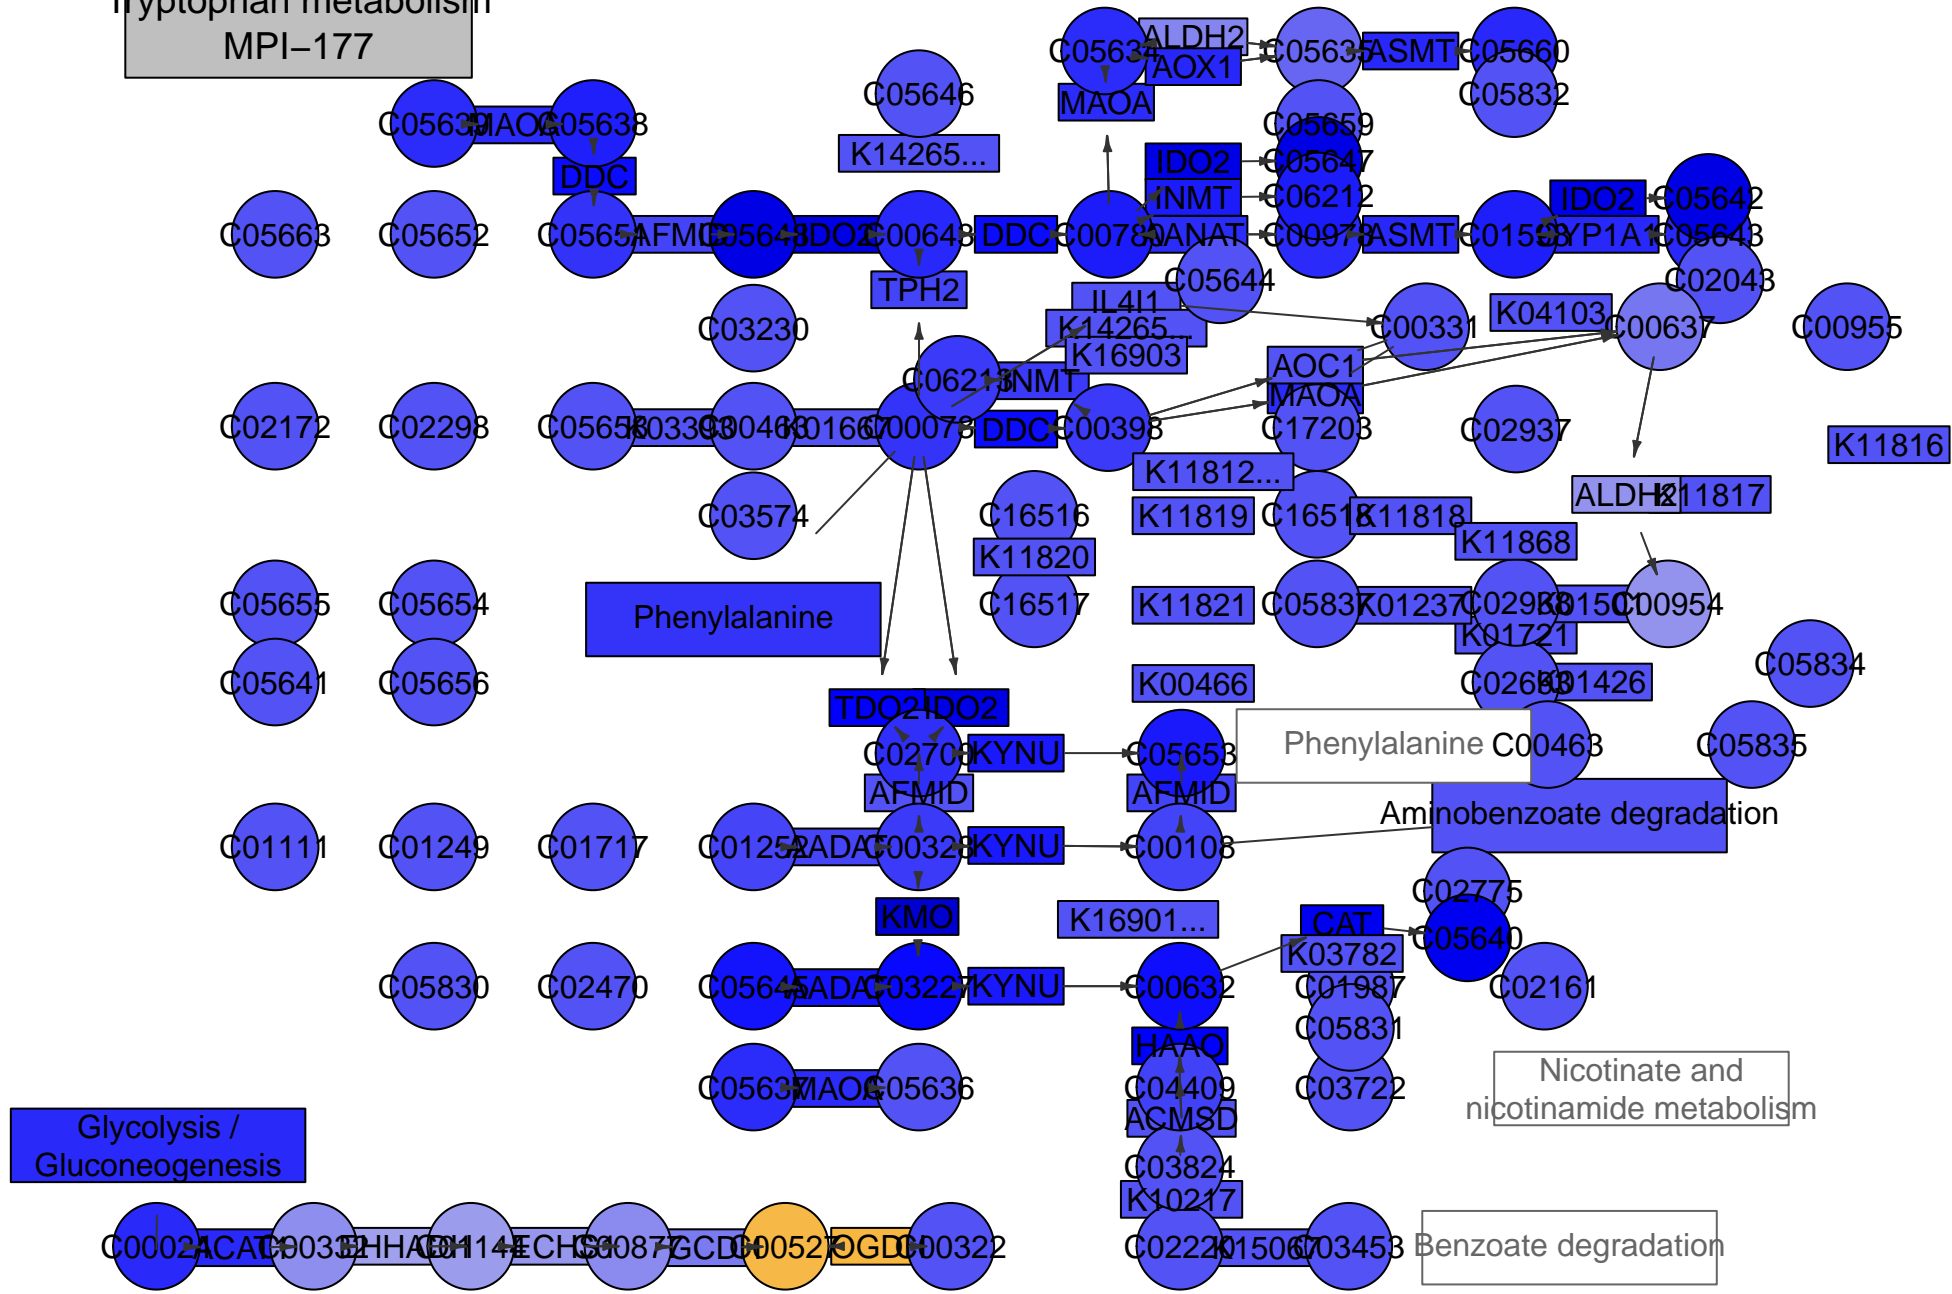 Tryptophan metabolism
MPI−177
C05634
ALDH2
C05635
ASMT
C05660
AOX1
C05646
MAOA
C05832
C05639
MAOA
C05638
C05659
K14265...
IDO2
C05647
DDC
INMT
C06212
IDO2
C05642
C05663
C05652
C05651
AFMID
C05648
IDO2
C00643
DDC
C00780
AANAT
C00978
ASMT
C01598
CYP1A1
C05643
TPH2
C05644
C02043
IL4I1
K04103
C03230
K14265...
C00331
C00637
C00955
K16903
AOC1
C06213
INMT
MAOA
C02172
C02298
C05658
K03393
C00463
K01667
C00078
DDC
C00398
C17203
C02937
K11816
K11812...
ALDH2
K11817
C03574
C16516
K11819
C16518
K11818
K11868
K11820
C05655
C05654
Phenylalanine
C16517
K11821
C05837
K01237
C02938
K01501
C00954
K01721
C05641
C05656
K00466
C02693
K01426
C05834
TDO2
IDO2
C02700
KYNU
C05653
Phenylalanine
C00463
C05835
AFMID
AFMID
Aminobenzoate degradation
C01111
C01249
C01717
C01252
AADAT
C00328
KYNU
C00108
C02775
KMO
K16901...
CAT
C05640
K03782
C05830
C02470
C05645
AADAT
C03227
KYNU
C00632
C01987
C02161
C05831
HAAO
C05637
MAOA
C05636
C04409
C03722
Nicotinate and
nicotinamide metabolism
ACMSD
Glycolysis /
Gluconeogenesis
C03824
K10217
C00024
ACAT1
C00332
EHHADH
C01144
ECHS1
C00877
GCDH
C00527
OGDH
C00322
C02220
K15067
C03453
Benzoate degradation